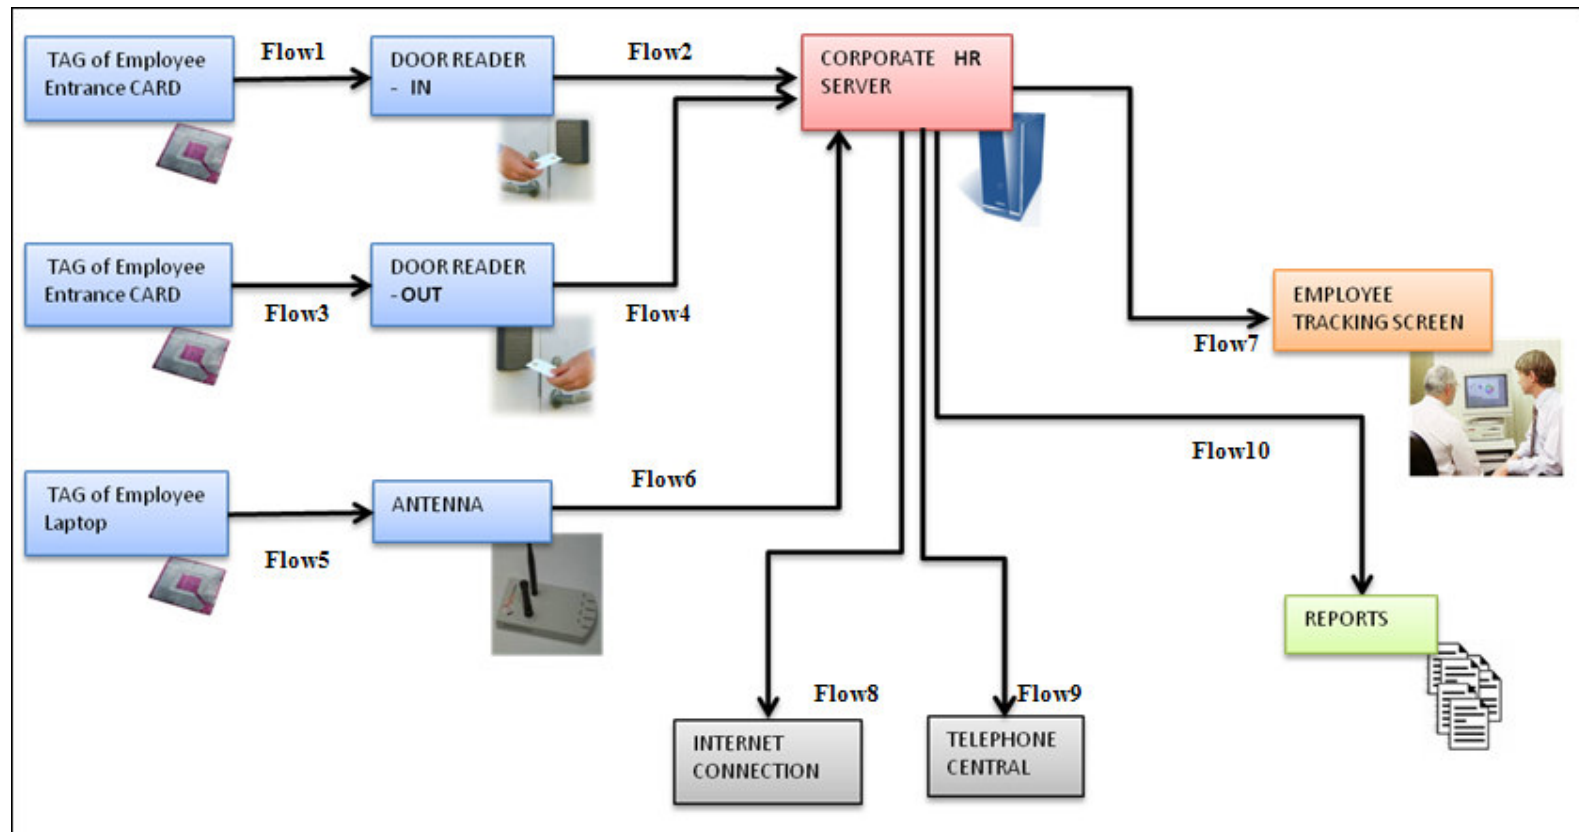 TAG of Employee
Entrance CARD
Flow1
DOOR READER
- IN
Flow2
CORPORATE HR
SERVER
TAG of Employee
Entrance CARD
Flow3
DOOR READER
-OUT
Flow4
EMPLOYEE
TRACKING SCREEN
Flow7
TAG of Employee
Laptop
Flow5
ANTENNA
Flow6
Flow10
REPORTS
Flow8
Flow9
INTERNET
CONNECTION
TELEPHONE
CENTRAL